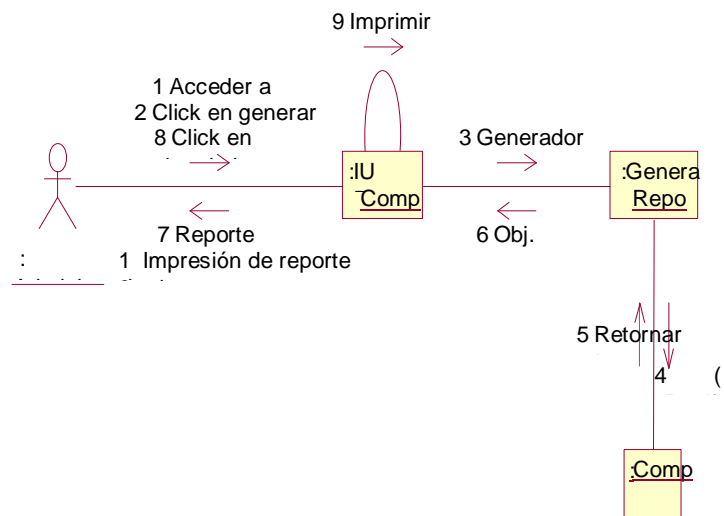 9 Imprimir
1 Acceder a
2 Click en generar
8 Click en
3 Generador
:IU
Comp
:Genera
Repo
7 Reporte
6 Obj.
:
1 Impresión de reporte
5 Retornar
4 (
:Comp